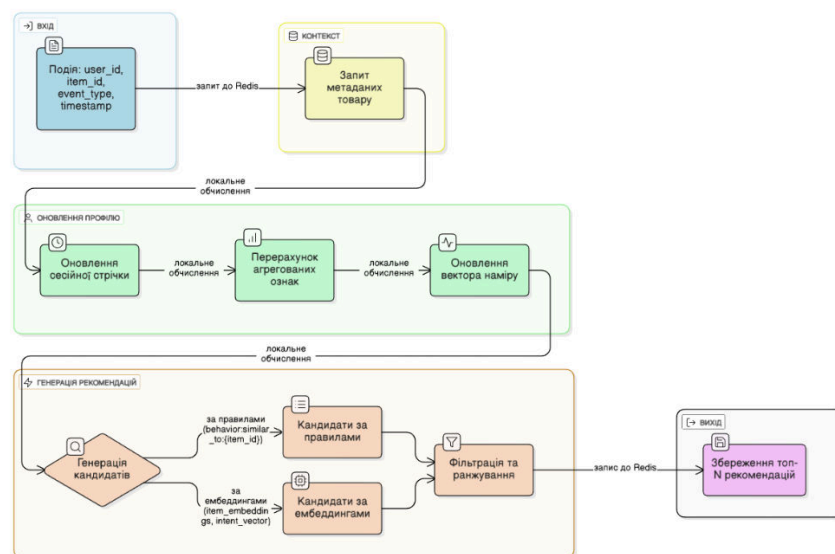 ВХІД
Подія: user_id,
item_id,
event_type,
timestamp
запит до Redis
КОНТЕКСТ
Запит
метаданих
товару
локальне
обчислення
ОНОВЛЕННЯ ПРОФІЛЮ
Оновлення
сесійної стрічки
локальне
обчислення
Перерахунок
агрегованих
ознак
локальне
обчислення
Оновлення
вектора наміру
локальне
обчислення
ГЕНЕРАЦІЯ РЕКОМЕНДАЦІЙ
Генерація
кандидатів
за правилами
(behavior:similar
_to:{item_id})
Кандидати за
правилами
за
ембеддингами
(item_embeddin
gs, intent_vector)
Кандидати за
ембеддингами
Фільтрація та
ранжування
запис до Redis
ВИХІД
Збереження топ-
N рекомендацій